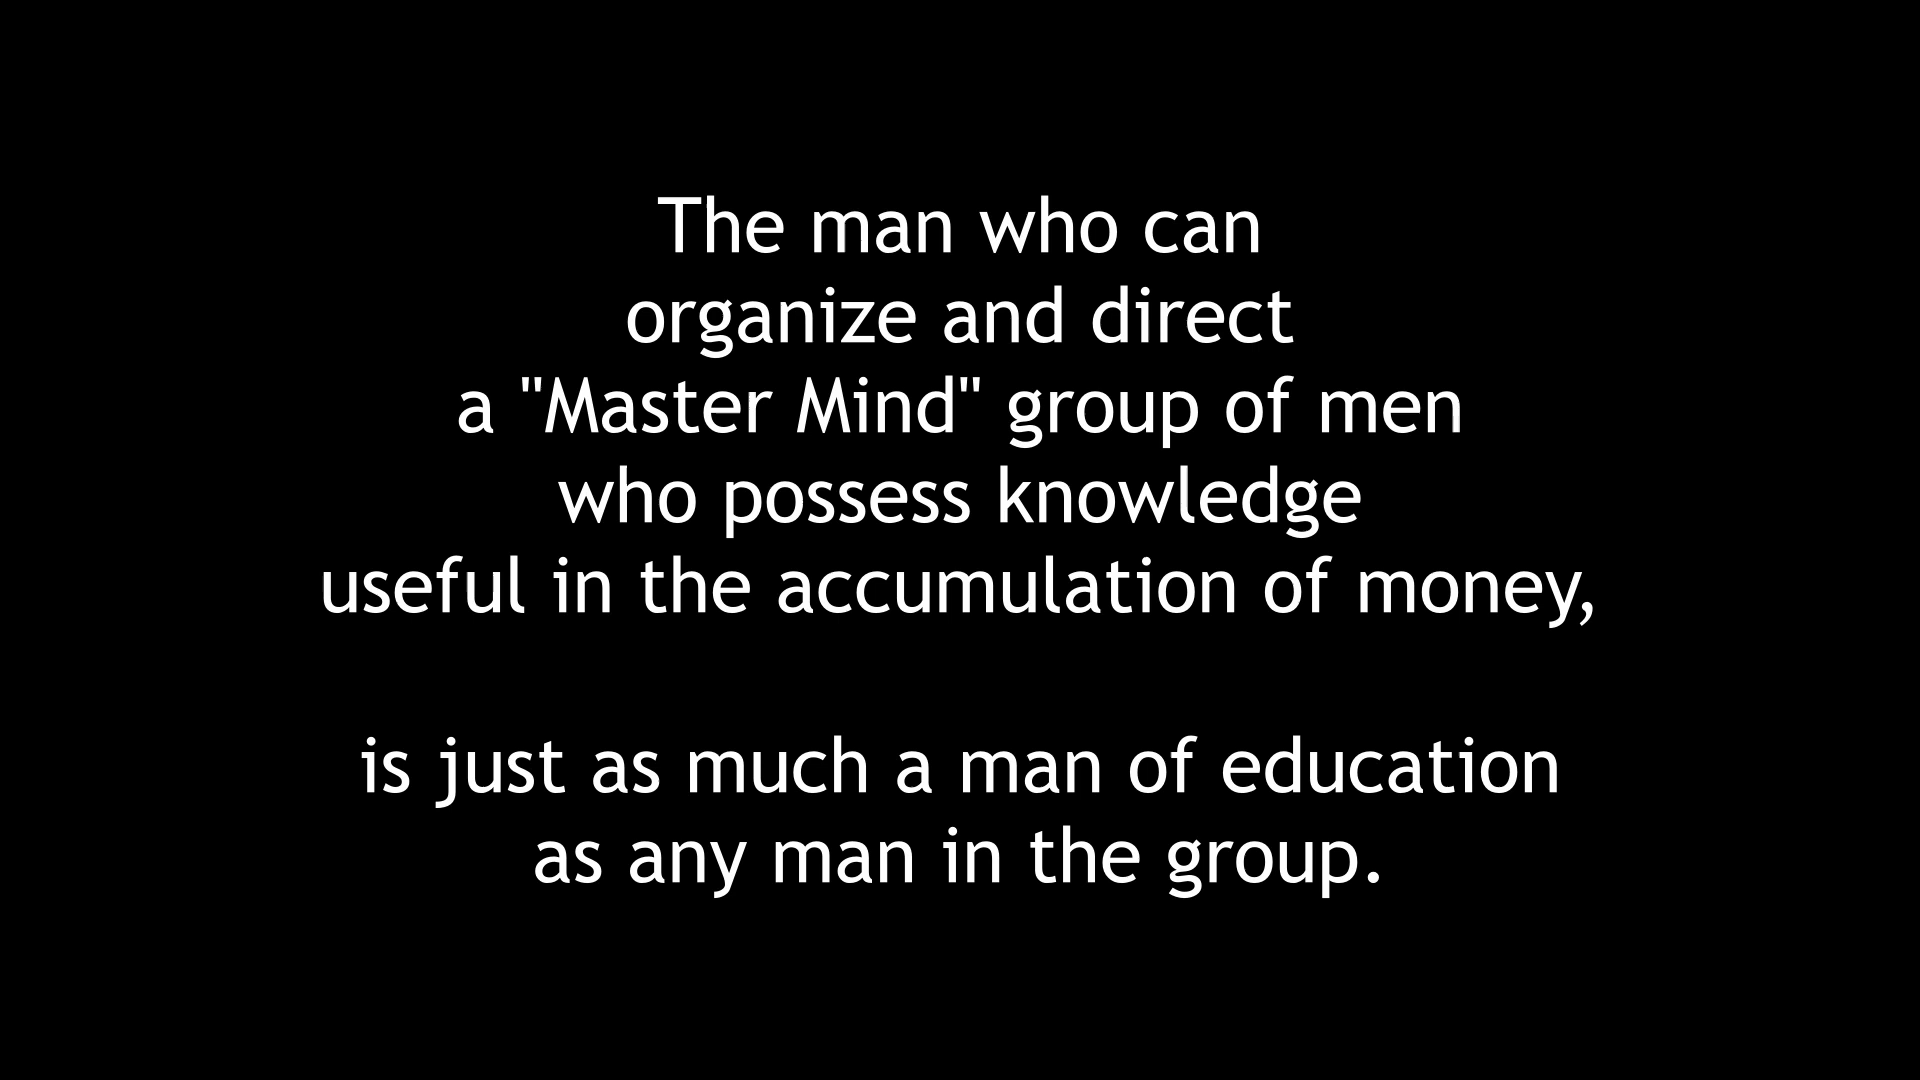 The man who can
organize and direct
a "Master Mind" group of men
who possess knowledge
useful in the accumulation of money,
is just as much a man of education
as any man in the group.